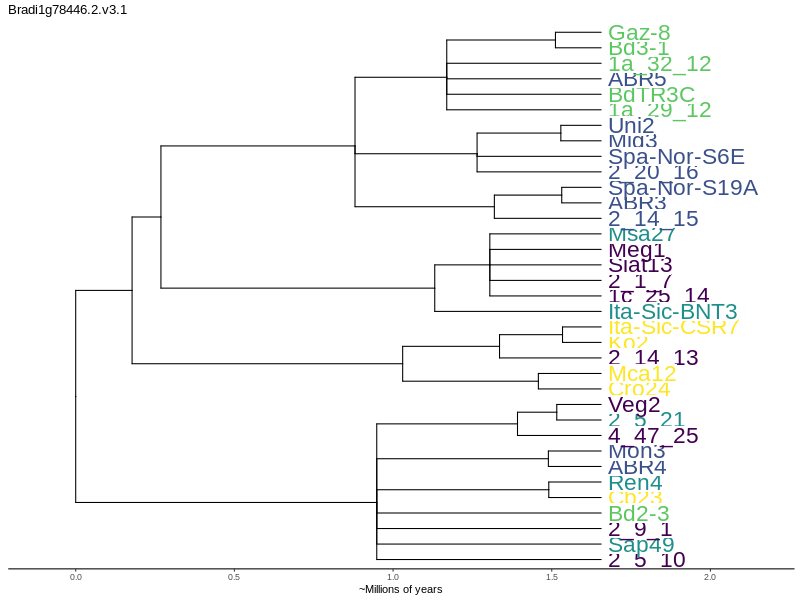 Bradi1g78446.2.v3.1
Gaz-8
Bd3-1
1a_32_12
ABR5
BdTR3C
1a_29_12
Uni2
Mig3
Spa-Nor-S6E
2_20_16
Spa-Nor-S19A
ABR3
2_14_15
Msa27
Meg1
Slat13
2_1_7
1c_25_14
Ita-Sic-BNT3
Ita-Sic-CSR7
Ko2
2_14_13
Mca12
Cro24
Veg2
2_5_21
4_47_25
Mon3
ABR4
Ren4
Bd2-3
2_9_1
Sap49
2_5_10
0.0 0.5 1.0 1.5 2.0
~Millions of years